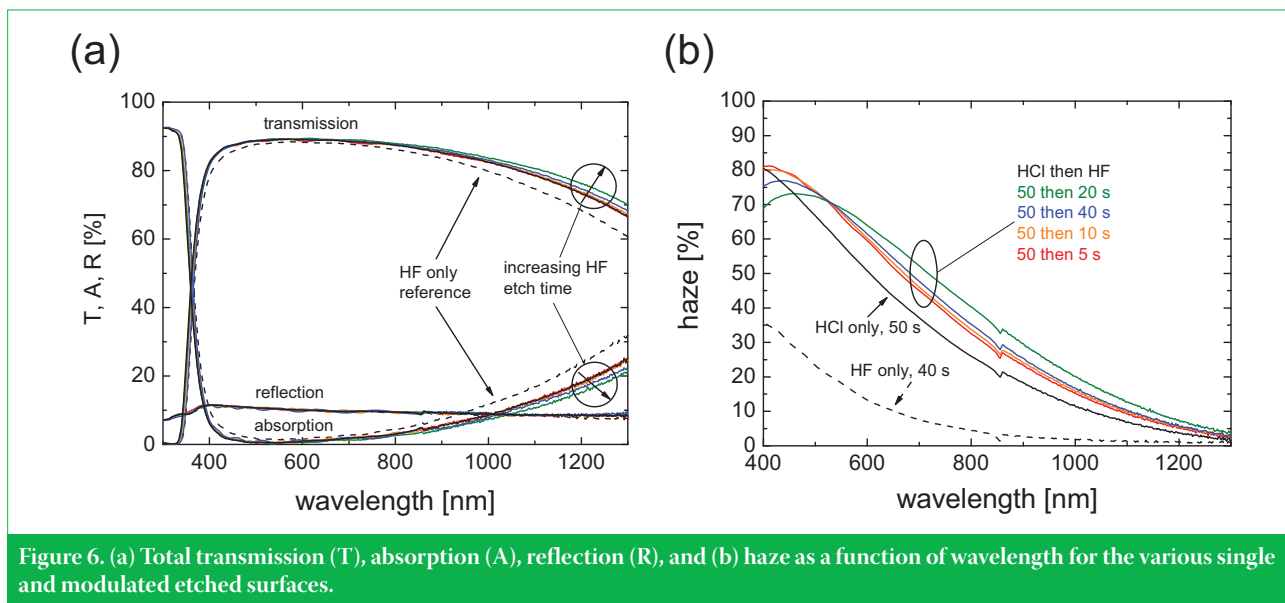 (a)
100
80
60
40
20
0
T, A, R [%]
transmission
HF only
reference
increasing HF
etch time
reflection
absorption
400
600
800
1000
1200
wavelength [nm]
(b)
100
90
80
70
60
50
40
30
20
10
0
haze [%]
HCl then HF
50 then 20 s
50 then 40 s
50 then 10 s
50 then 5 s
HCl only, 50 s
HF only, 40 s
400
600
800
1000
1200
wavelength [nm]
Figure 6. (a) Total transmission (T), absorption (A), reflection (R), and (b) haze as a function of wavelength for the various single
and modulated etched surfaces.